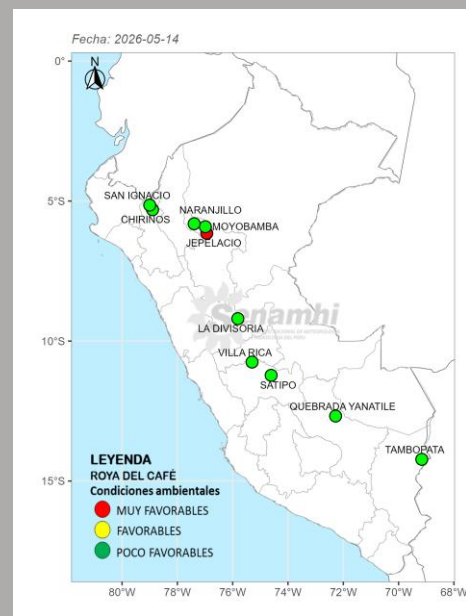 Fecha: 2026-05-14
N
0°
5°S
10°S
15°S
SAN IGNACIO
CHIRINOS
NARANJILLO
MOYOBAMBA
JEPELACIO
Senamhi
LA DIVISORIA
VILLA RICA
SATIPO
QUEBRADA YANATILE
TAMBOPATA
LEYENDA
ROYA DEL CAFÉ
Condiciones ambientales
MUY FAVORABLES
FAVORABLES
POCO FAVORABLES
80°W 78°W 76°W 74°W 72°W 70°W 68°W